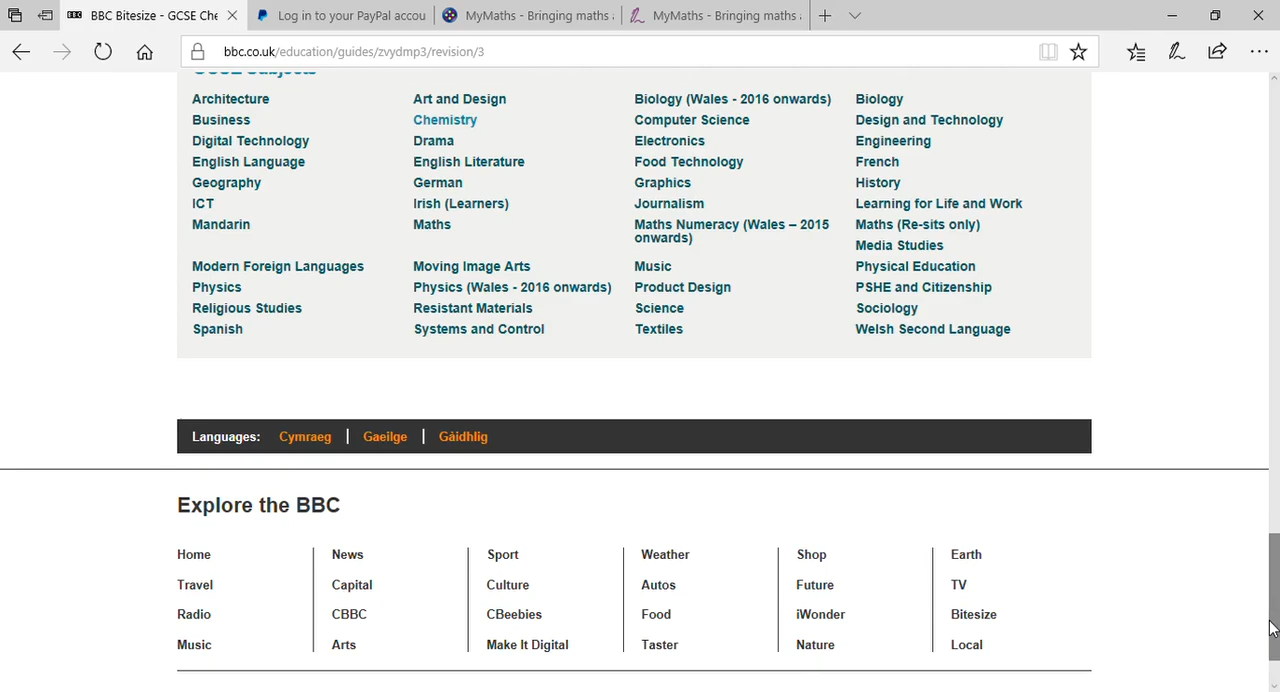 BBC Bitesize - GCSE Che
Log in to your PayPal accou
MyMaths - Bringing maths
MyMaths - Bringing maths
bbc.co.uk/education/guides/zvydmp3/revision/3
GCSE Subjects
Architecture Art and Design Biology (Wales - 2016 onwards) Biology
Business Chemistry Computer Science Design and Technology
Digital Technology Drama Electronics Engineering
English Language English Literature Food Technology French
Geography German Graphics History
ICT Irish (Learners) Journalism Learning for Life and Work
Mandarin Maths Maths Numeracy (Wales – 2015 Maths (Re-sits only)
onwards) Media Studies
Modern Foreign Languages Moving Image Arts Music Physical Education
Physics Physics (Wales - 2016 onwards) Product Design PSHE and Citizenship
Religious Studies Resistant Materials Science Sociology
Spanish Systems and Control Textiles Welsh Second Language
Languages: Cymraeg | Gaeilge | Gàidhlig
Explore the BBC
Home News Sport Weather Shop Earth
Travel Capital Culture Autos Future TV
Radio CBBC CBeebies Food iWonder Bitesize
Music Arts Make It Digital Taster Nature Local